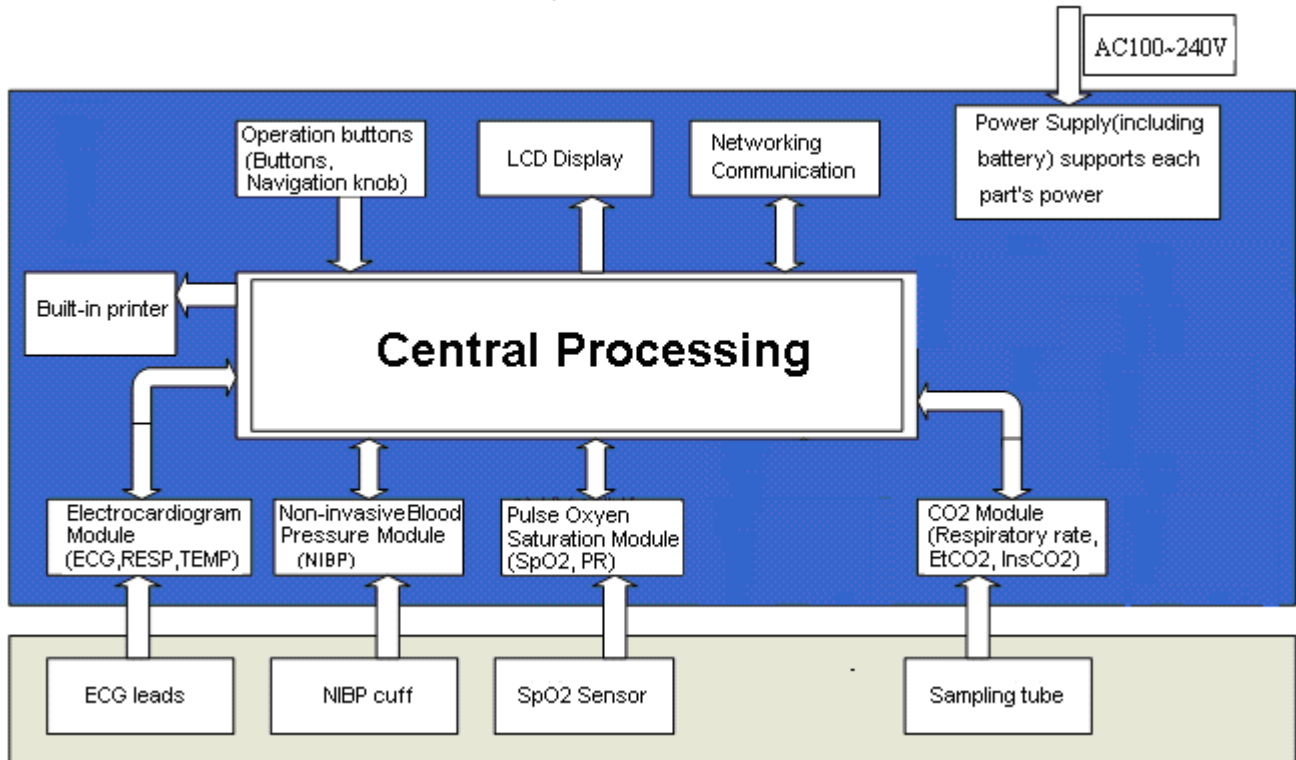 AC100~240V
Operation buttons
(Buttons,
Navigation knob)
LCD Display
Networking
Communication
Power Supply(including
battery) supports each
part's power
Built-in printer
Central Processing
Electrocardiogram
Module
(ECG,RESP,TEMP)
Non-invasive Blood
Pressure Module
(NIBP)
Pulse Oxyen
Saturation Module
(SpO2, PR)
CO2 Module
(Respiratory rate,
EtCO2, InsCO2)
ECG leads
NIBP cuff
SpO2 Sensor
Sampling tube